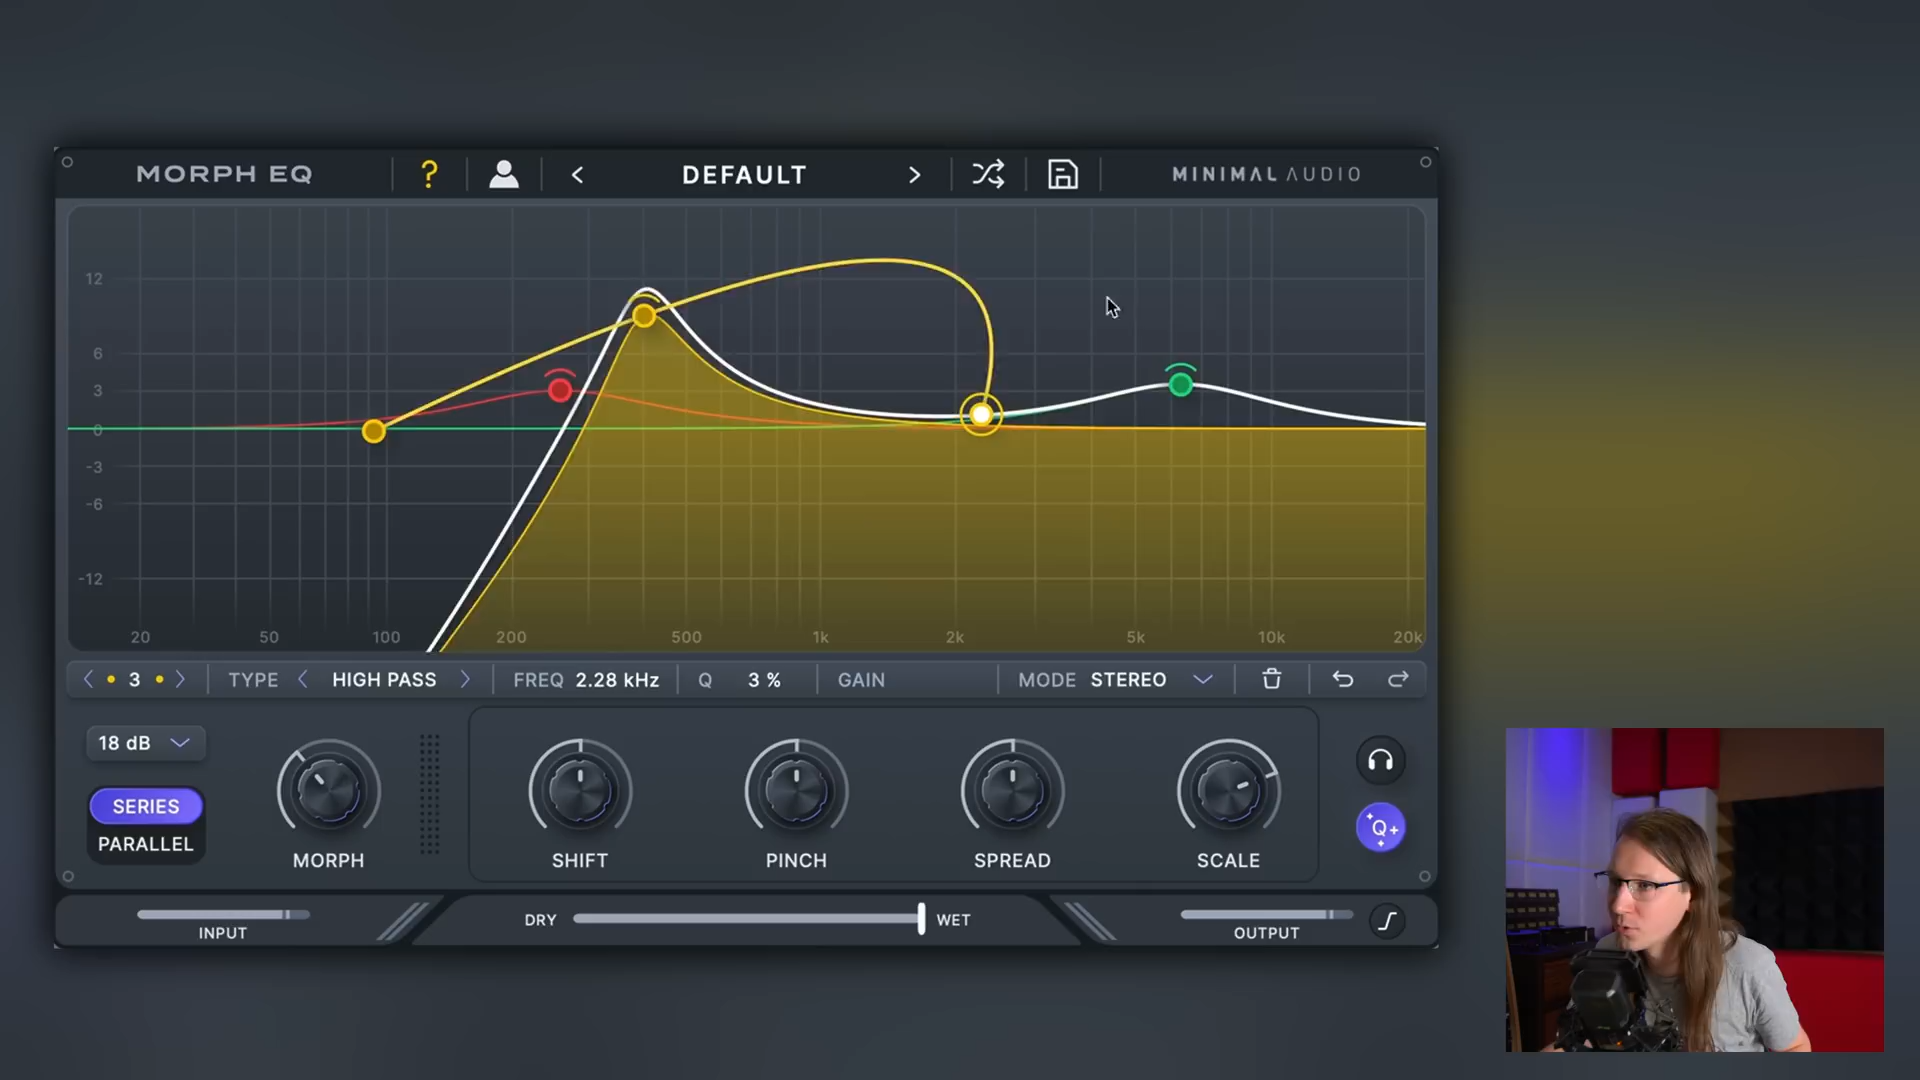 MORPH EQ ? DEFAULT MINIMAL AUDIO
12
6
3
0
-3
-6
-12
20 50 100 200 500 1k 2k 5k 10k 20k
3 TYPE HIGH PASS FREQ 2.28 kHz Q 3 % GAIN MODE STEREO
18 dB
SERIES
PARALLEL
MORPH SHIFT PINCH SPREAD SCALE
Q+
INPUT DRY WET OUTPUT